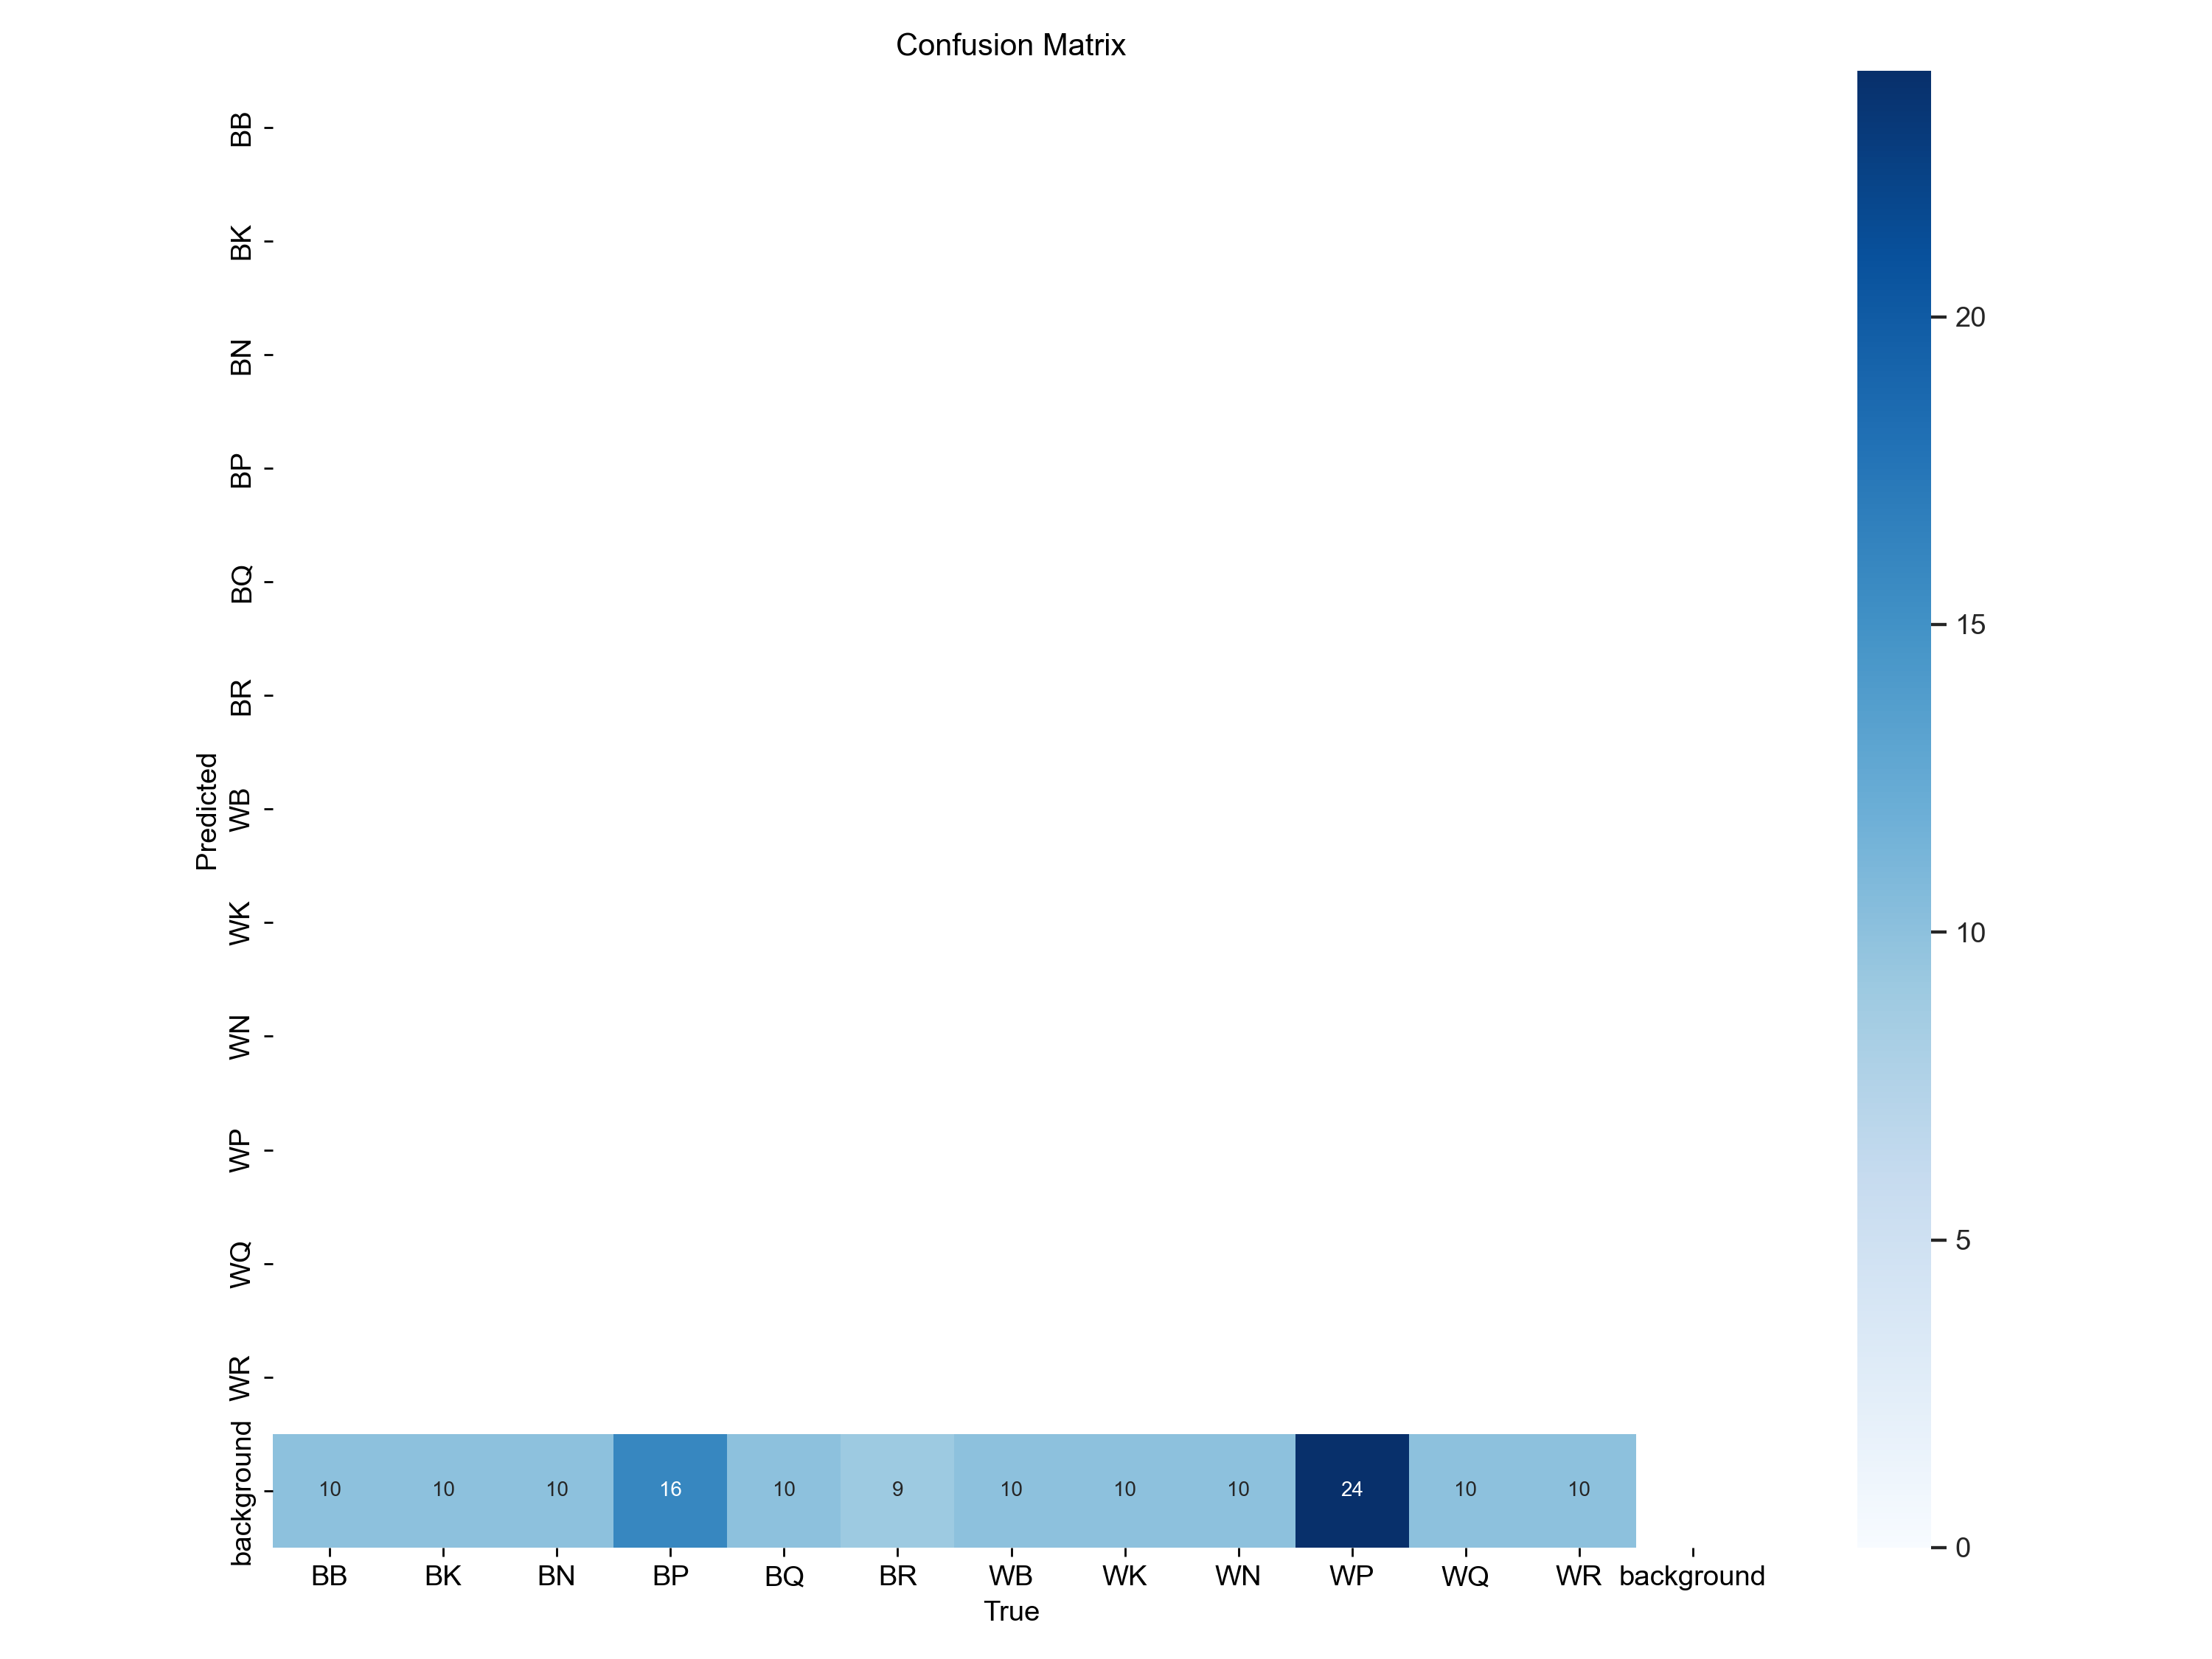 Confusion Matrix
BB
BK
BN
BP
BQ
BR
WB
WK
WN
WP
WQ
WR
background
Predicted
10 10 10 16 10 9 10 10 10 24 10 10
BB BK BN BP BQ BR WB WK WN WP WQ WR background
True
20
15
10
5
0